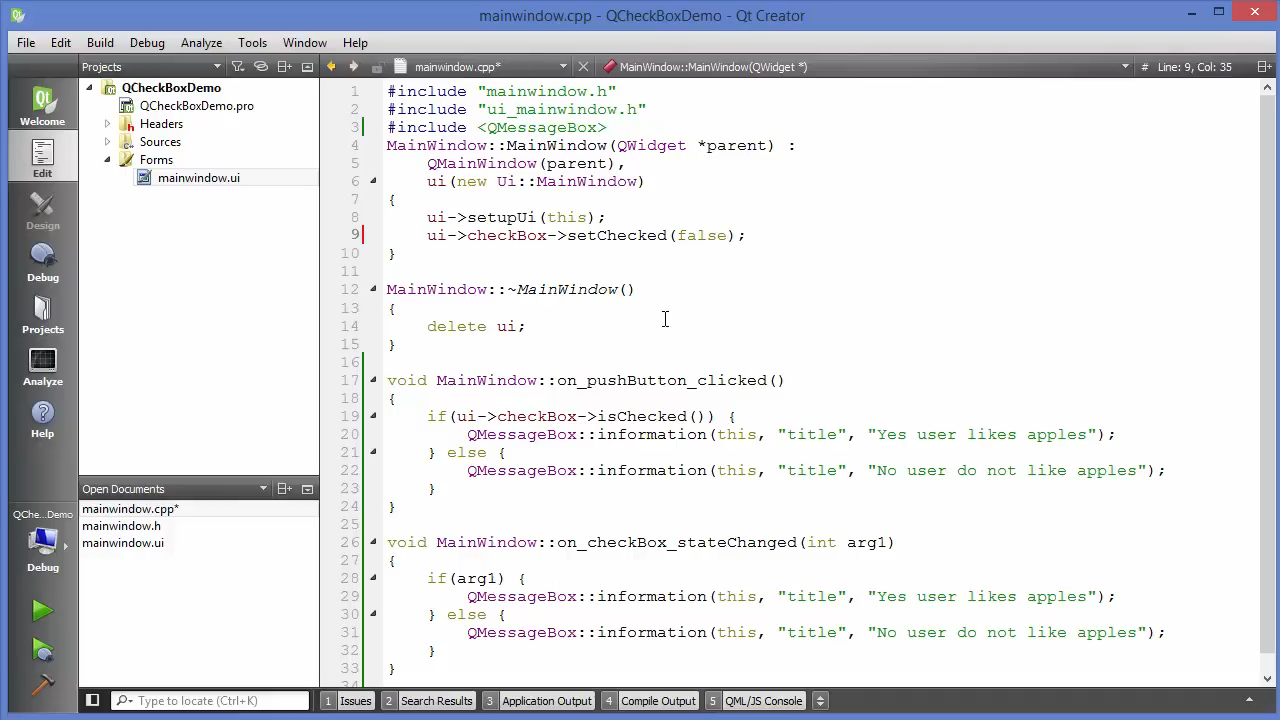 mainwindow.cpp - QCheckBoxDemo - Qt Creator
File Edit Build Debug Analyze Tools Window Help
Projects mainwindow.cpp* MainWindow::MainWindow(QWidget *) # Line: 9, Col: 35
Welcome
Edit
Design
Debug
Projects
Analyze
Help
QChe...Demo
Debug
QCheckBoxDemo
QCheckBoxDemo.pro
Headers
Sources
Forms
mainwindow.ui
Open Documents
mainwindow.cpp*
mainwindow.h
mainwindow.ui
1 #include "mainwindow.h"
2 #include "ui_mainwindow.h"
3 #include <QMessageBox>
4 MainWindow::MainWindow(QWidget *parent) :
5 QMainWindow(parent),
6 ui(new Ui::MainWindow)
7 {
8 ui->setupUi(this);
9 ui->checkBox->setChecked(false);
10 }
11
12 MainWindow::~MainWindow()
13 {
14 delete ui;
15 }
16
17 void MainWindow::on_pushButton_clicked()
18 {
19 if(ui->checkBox->isChecked()) {
20 QMessageBox::information(this, "title", "Yes user likes apples");
21 } else {
22 QMessageBox::information(this, "title", "No user do not like apples");
23 }
24 }
25
26 void MainWindow::on_checkBox_stateChanged(int arg1)
27 {
28 if(arg1) {
29 QMessageBox::information(this, "title", "Yes user likes apples");
30 } else {
31 QMessageBox::information(this, "title", "No user do not like apples");
32 }
33 }
34
Type to locate (Ctrl+K) 1 Issues 2 Search Results 3 Application Output 4 Compile Output 5 QML/JS Console